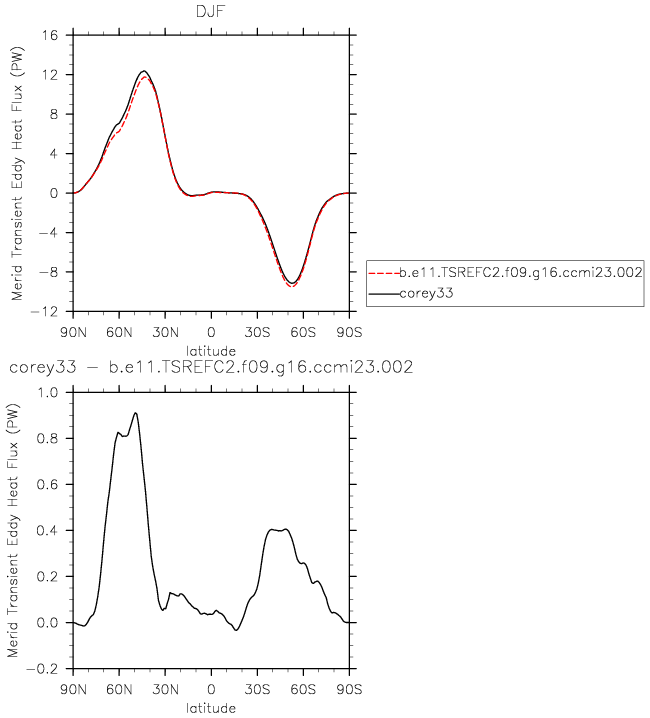 DJF
Merid Transient Eddy Heat Flux (PW)
16
12
8
4
0
−4
−8
−12
90N 60N 30N 0 30S 60S 90S
latitude
b.e11.TSREFC2.f09.g16.ccmi23.002
corey33
corey33 − b.e11.TSREFC2.f09.g16.ccmi23.002
Merid Transient Eddy Heat Flux (PW)
1.0
0.8
0.6
0.4
0.2
0.0
−0.2
90N 60N 30N 0 30S 60S 90S
latitude